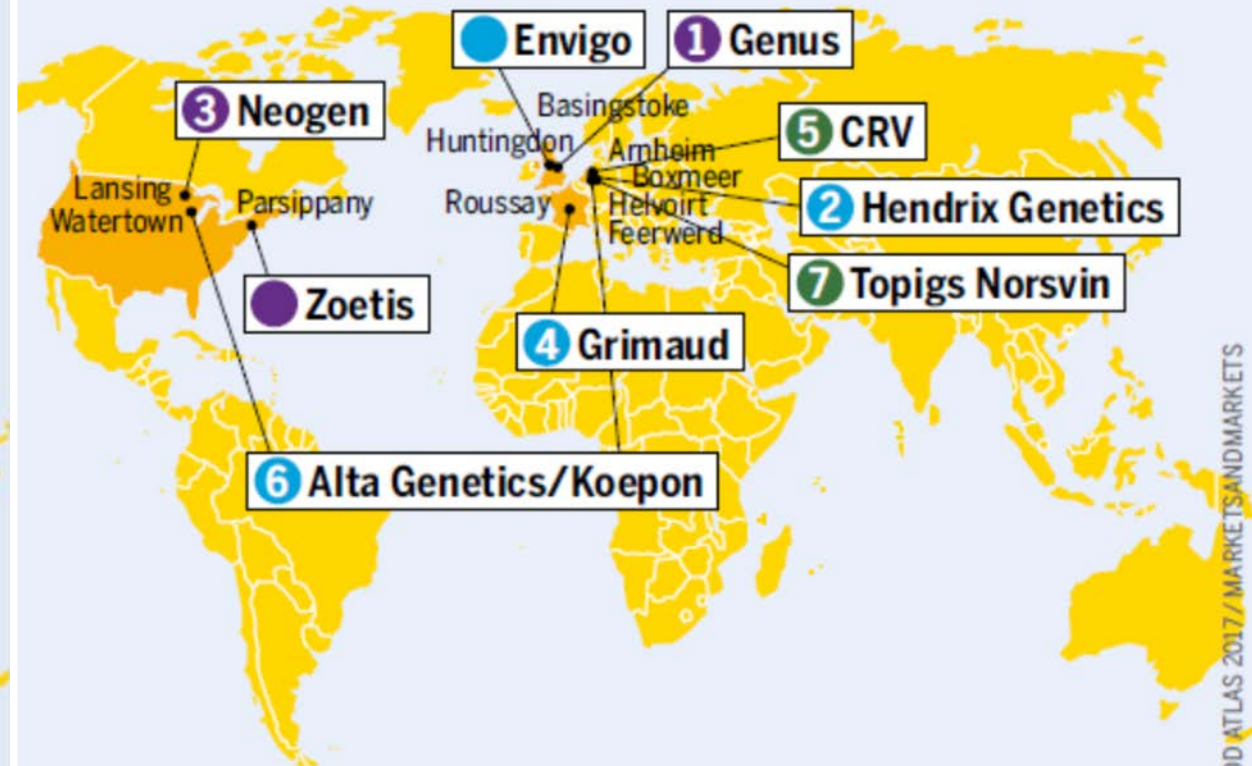 Envigo
1 Genus
3 Neogen
Basingstoke
Huntingdon
5 CRV
Arnheim
Boxmeer
Lansing
Parsippany
Roussay
Helvoirt
2 Hendrix Genetics
Watertown
Feerwerd
7 Topigs Norsvin
Zoetis
4 Grimaud
6 Alta Genetics/Koepon
ATLAS 2017/MARKETSANDMARKETS